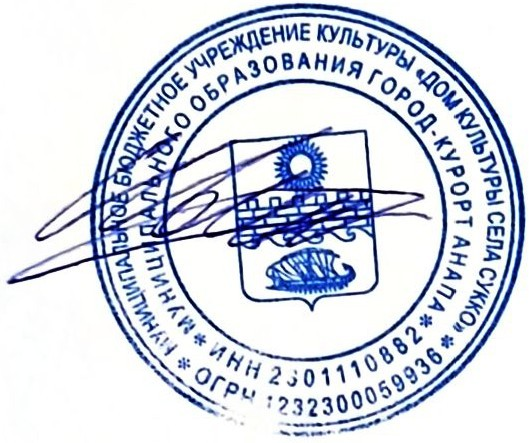 МУНИЦИПАЛЬНОЕ БЮДЖЕТНОЕ УЧРЕЖДЕНИЕ КУЛЬТУРЫ «ДОМ КУЛЬТУРЫ СЕЛА СУККО»
* ОГРН 1232300059936 *
МУНИЦИПАЛЬНОГО ОБРАЗОВАНИЯ ГОРОД-КУРОРТ АНАПА
* ИНН 2301110882 *